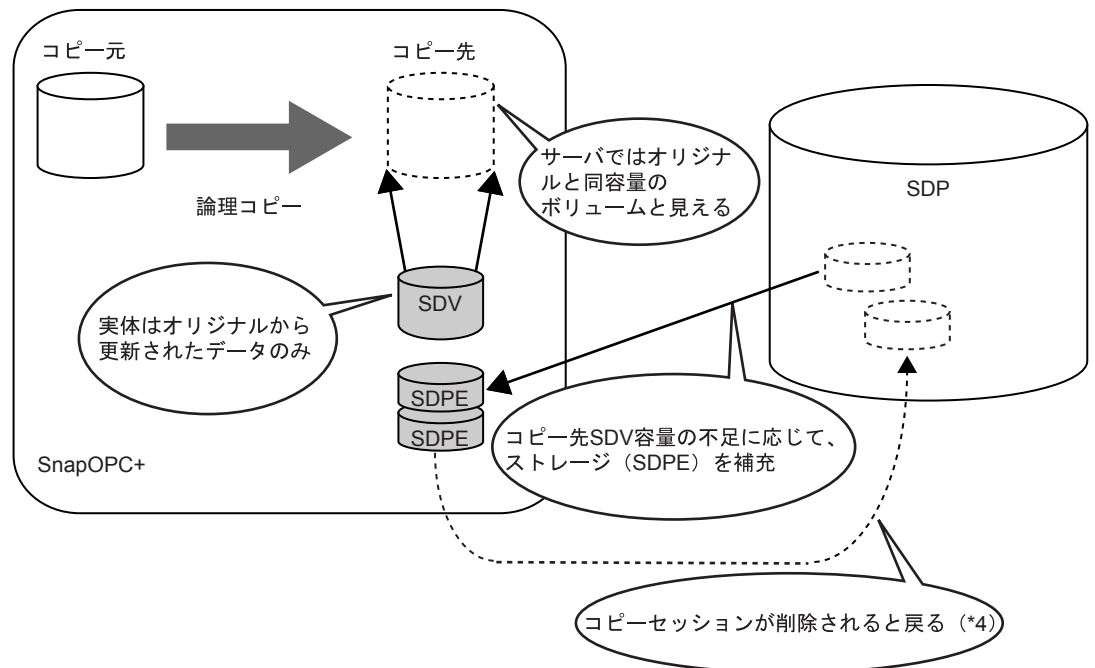 コピー元
コピー先
論理コピー
サーバではオリジナ
ルと同容量の
ボリュームと見える
SDP
SDV
実体はオリジナルから
更新されたデータのみ
SDPE
SDPE
コピー先SDV容量の不足に応じて、
ストレージ（SDPE）を補充
SnapOPC+
コピーセッションが削除されると戻る（*4）